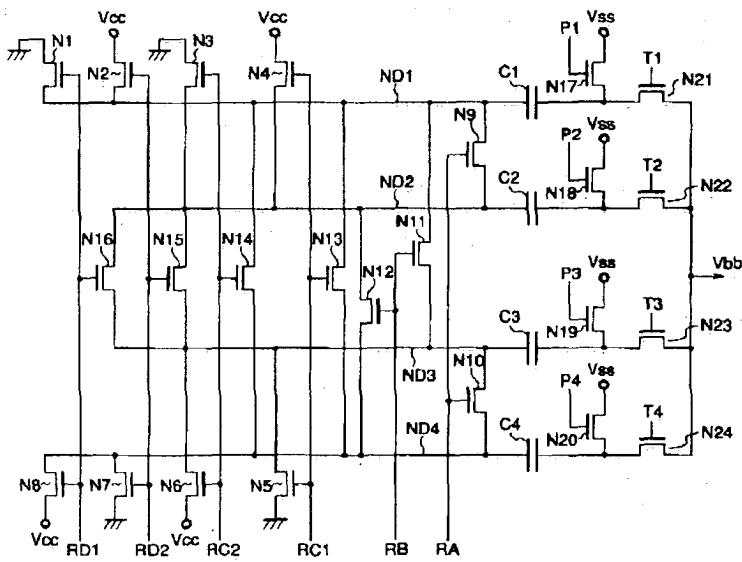 Vcc Vcc P1 Vss
N1 N3 T1
N2 N4 ND1 C1 N17 N21
N9 Vss
P2
ND2 C2 N18 T2 N22
N16 N15 N14 N13 N11
N12 Vbb
P3 Vss
C3 N19 T3 N23
ND3 N10 Vss
P4
ND4 C4 N20 T4 N24
N8 N7 N6 N5
Vcc Vcc
RD1 RD2 RC2 RC1 RB RA